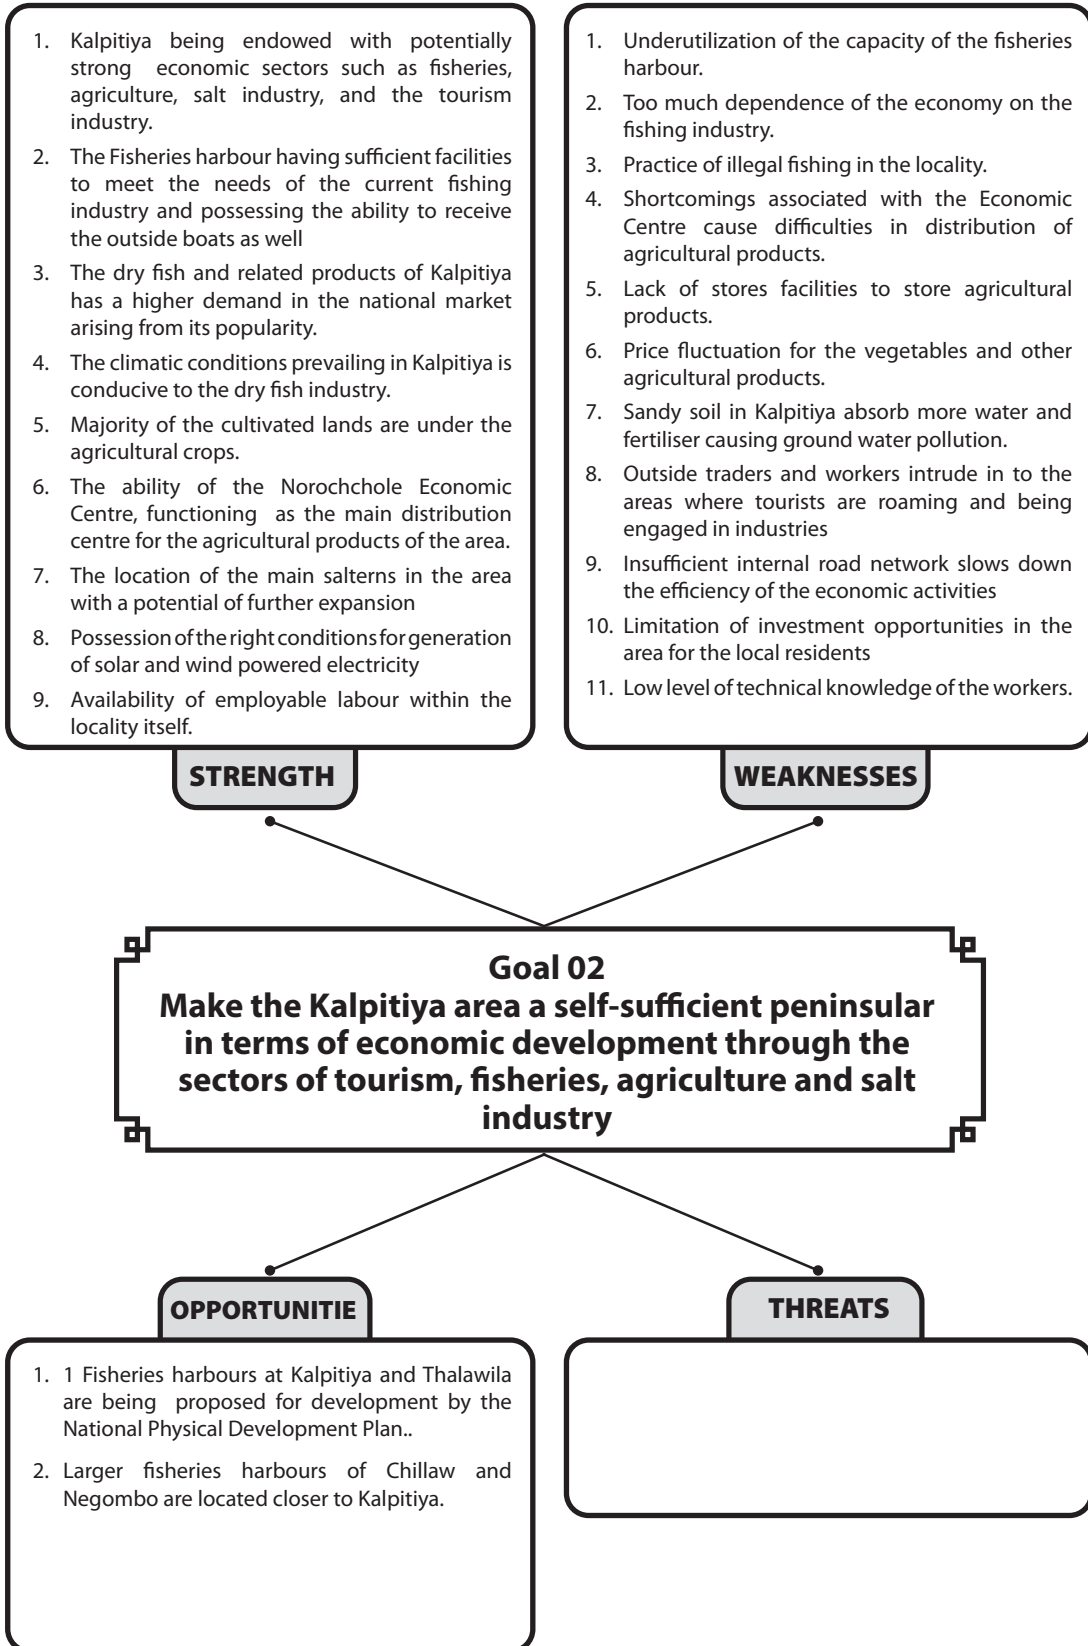 1. Kalpitiya being endowed with potentially
strong economic sectors such as fisheries,
agriculture, salt industry, and the tourism
industry.
2. The Fisheries harbour having sufficient facilities
to meet the needs of the current fishing
industry and possessing the ability to receive
the outside boats as well
3. The dry fish and related products of Kalpitiya
has a higher demand in the national market
arising from its popularity.
4. The climatic conditions prevailing in Kalpitiya is
conducive to the dry fish industry.
5. Majority of the cultivated lands are under the
agricultural crops.
6. The ability of the Norochchole Economic
Centre, functioning as the main distribution
centre for the agricultural products of the area.
7. The location of the main salterns in the area
with a potential of further expansion
8. Possession of the right conditions for generation
of solar and wind powered electricity
9. Availability of employable labour within the
locality itself.
STRENGTH
1. Underutilization of the capacity of the fisheries
harbour.
2. Too much dependence of the economy on the
fishing industry.
3. Practice of illegal fishing in the locality.
4. Shortcomings associated with the Economic
Centre cause difficulties in distribution of
agricultural products.
5. Lack of stores facilities to store agricultural
products.
6. Price fluctuation for the vegetables and other
agricultural products.
7. Sandy soil in Kalpitiya absorb more water and
fertiliser causing ground water pollution.
8. Outside traders and workers intrude in to the
areas where tourists are roaming and being
engaged in industries
9. Insufficient internal road network slows down
the efficiency of the economic activities
10. Limitation of investment opportunities in the
area for the local residents
11. Low level of technical knowledge of the workers.
WEAKNESSES
Goal 02
Make the Kalpitiya area a self-sufficient peninsular
in terms of economic development through the
sectors of tourism, fisheries, agriculture and salt
industry
OPPORTUNITIE
1. 1 Fisheries harbours at Kalpitiya and Thalawila
are being proposed for development by the
National Physical Development Plan..
2. Larger fisheries harbours of Chillaw and
Negombo are located closer to Kalpitiya.
THREATS